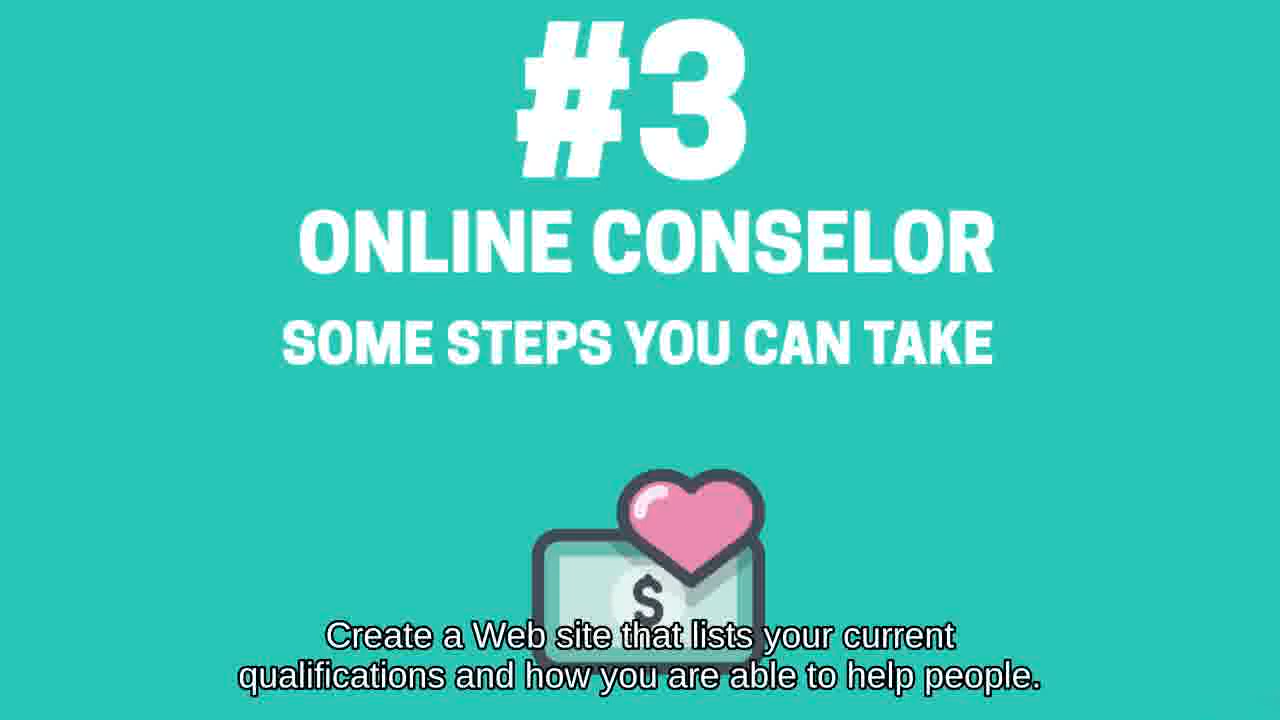 #3
ONLINE CONSELOR
SOME STEPS YOU CAN TAKE
$
Create a Web site that lists your current
qualifications and how you are able to help people.